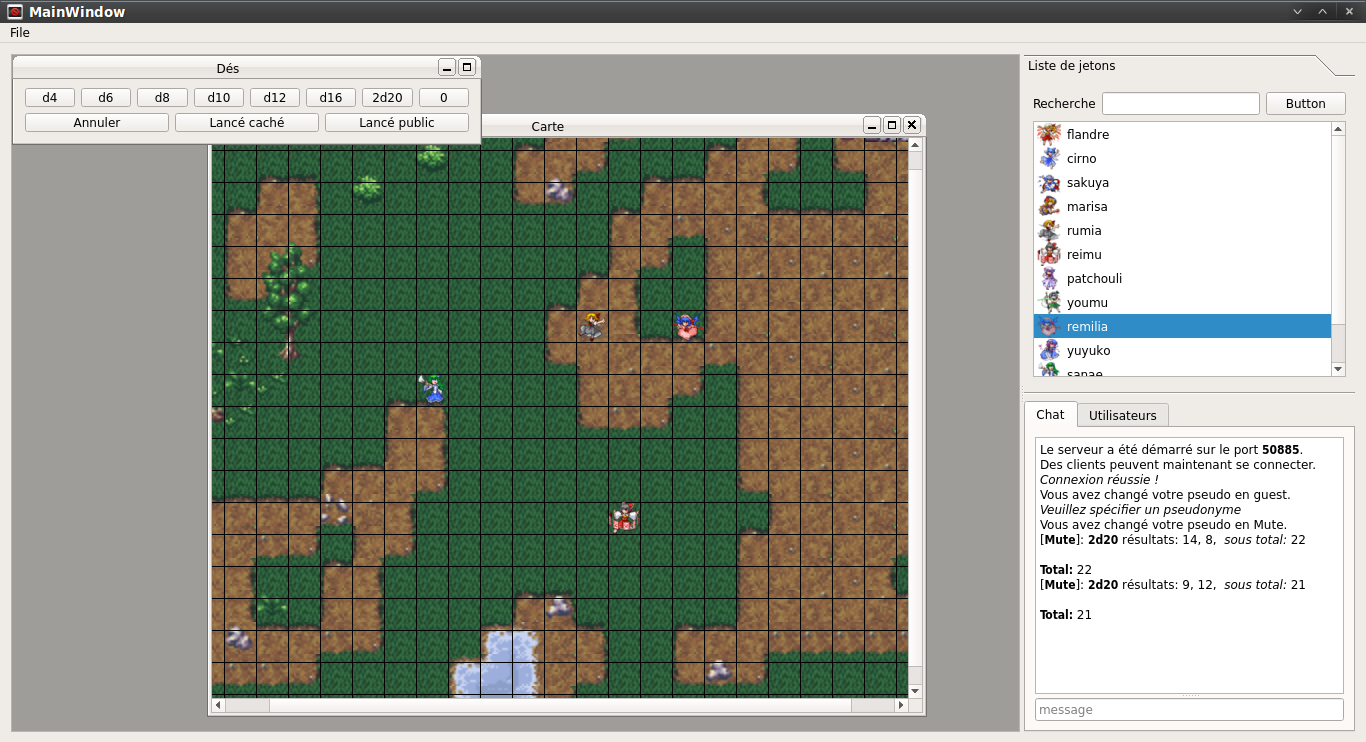 MainWindow
File
Dés
d4 d6 d8 d10 d12 d16 2d20 0
Annuler Lancé caché Lancé public
Carte
Liste de jetons
Recherche Button
flandre
cirno
sakuya
marisa
rumia
reimu
patchouli
youmu
remilia
yuyuko
sanae
Chat Utilisateurs
Le serveur a été démarré sur le port 50885.
Des clients peuvent maintenant se connecter.
Connexion réussie !
Vous avez changé votre pseudo en guest.
Veuillez spécifier un pseudonyme
Vous avez changé votre pseudo en Mute.
[Mute]: 2d20 résultats: 14, 8, sous total: 22
Total: 22
[Mute]: 2d20 résultats: 9, 12, sous total: 21
Total: 21
message